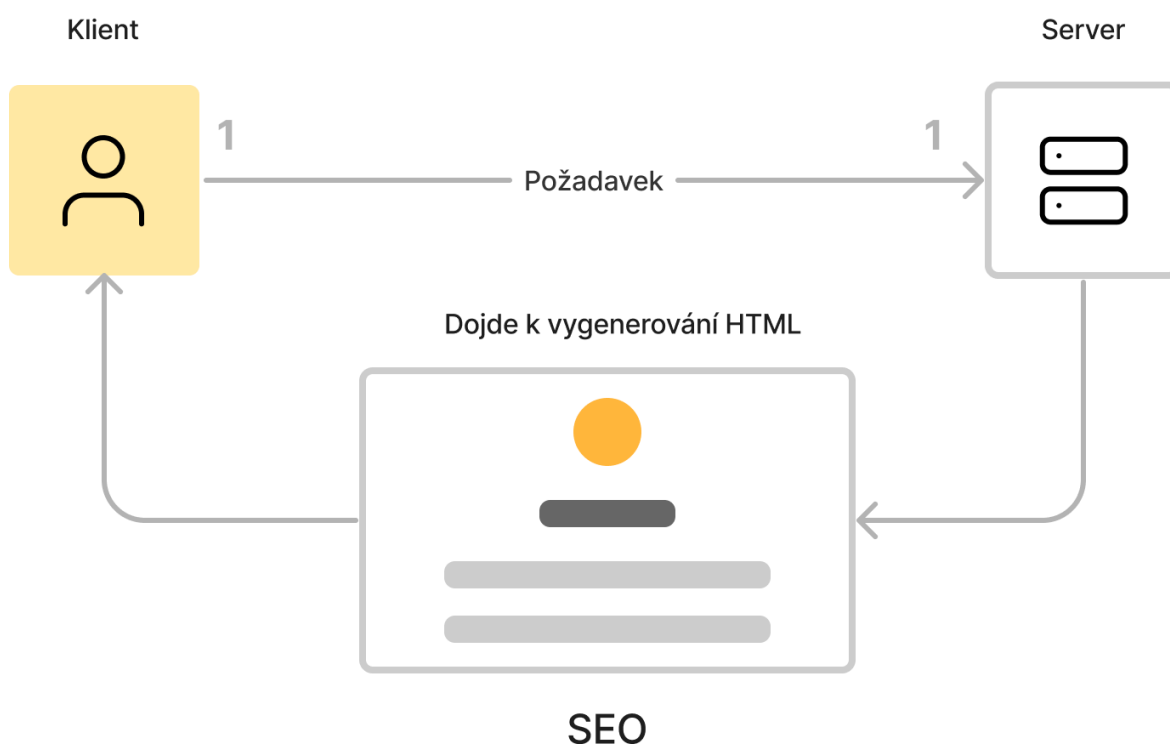 Klient
Server
1
1
Požadavek
Dojde k vygenerování HTML
SEO